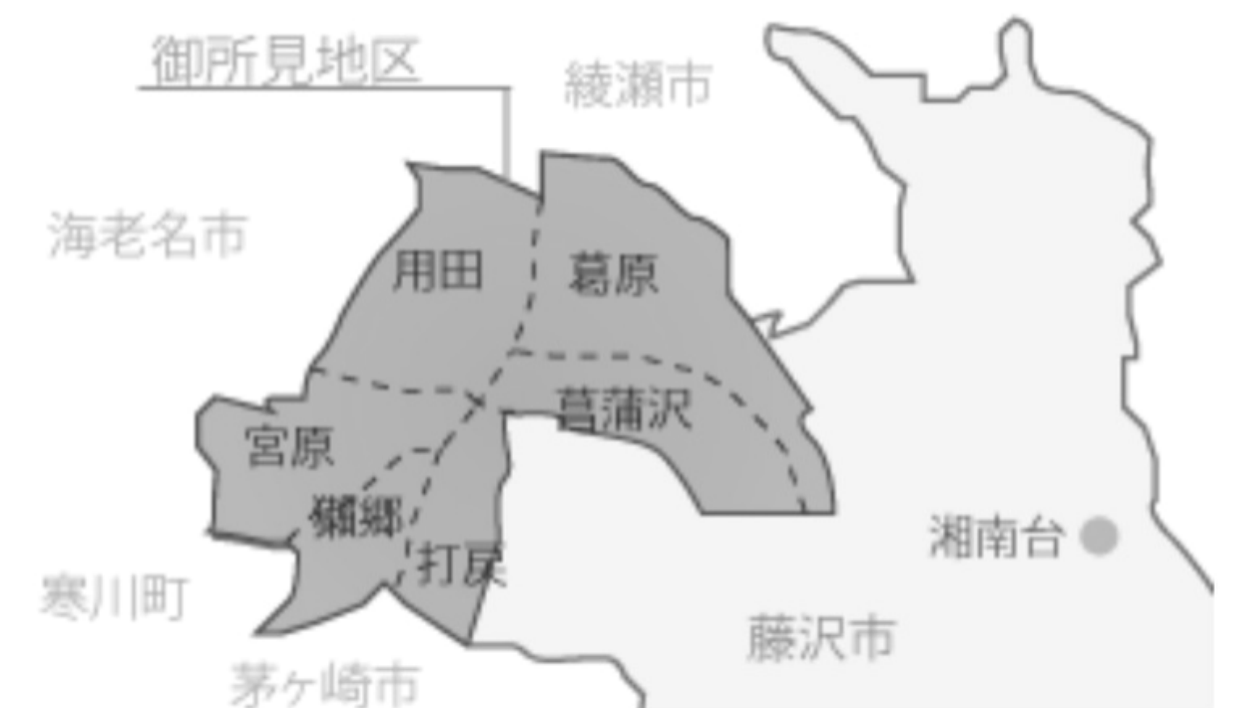 御所見地区
綾瀬市
海老名市
用田
葛原
菖蒲沢
宮原
獺郷
打戻
湘南台
寒川町
藤沢市
茅ヶ崎市